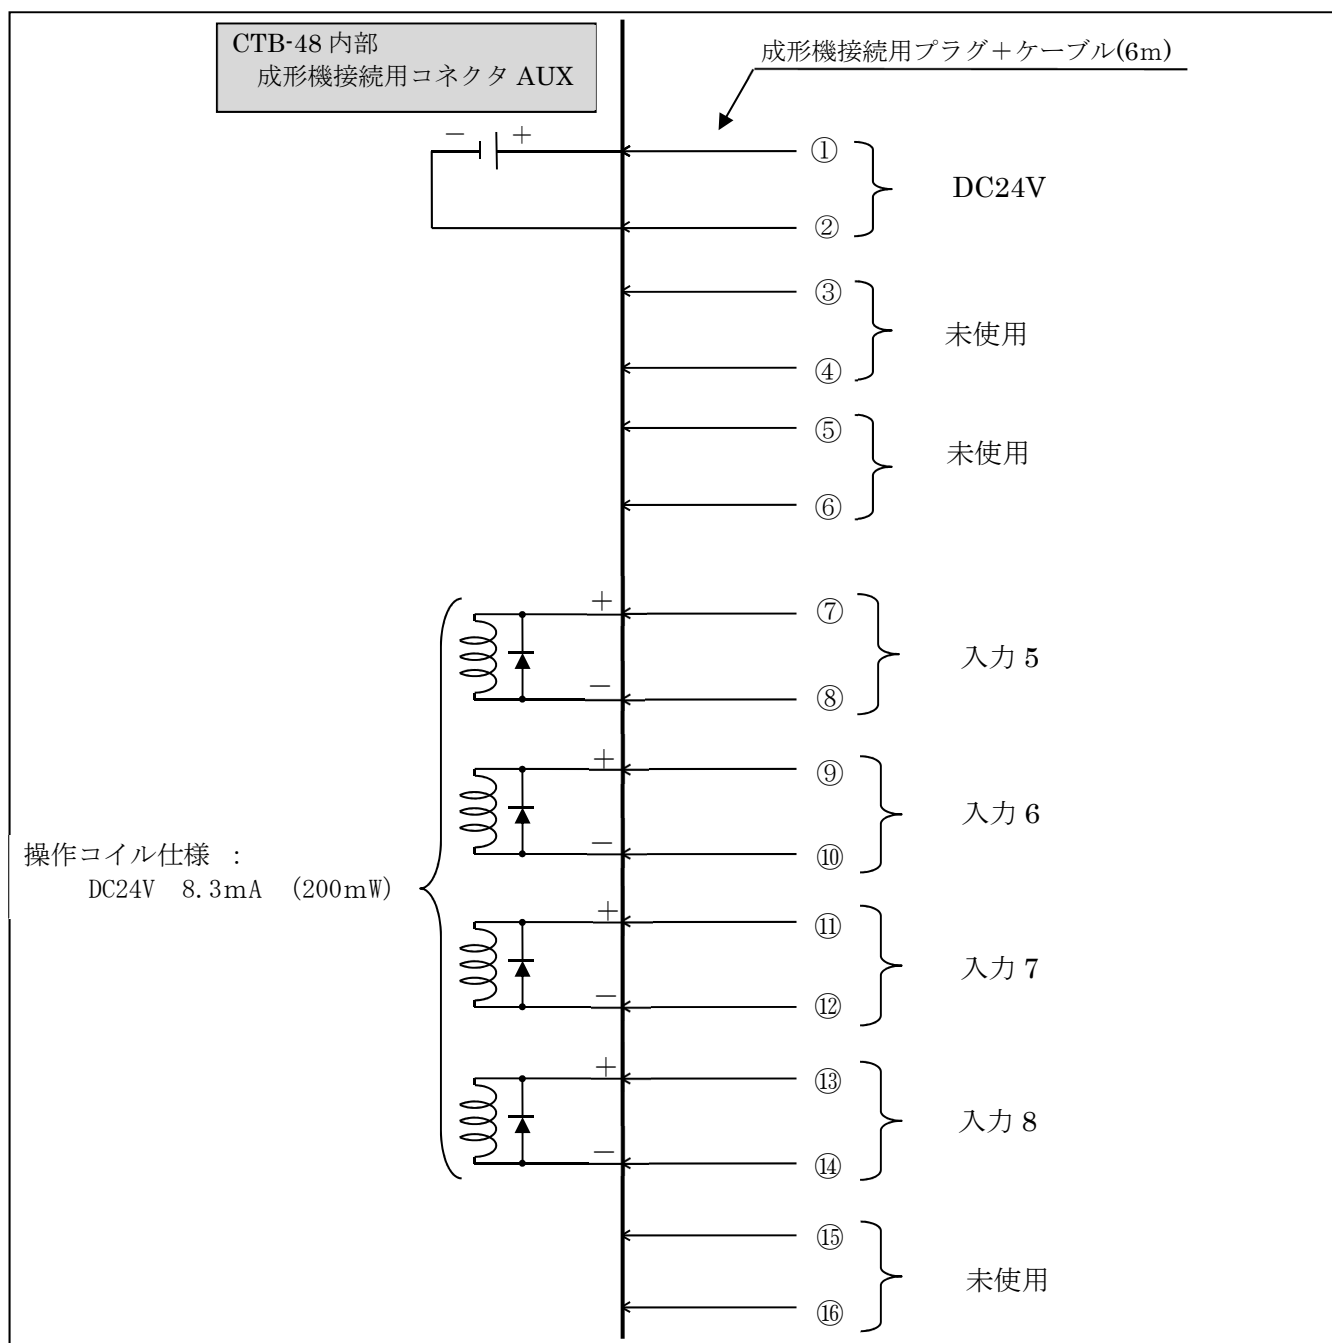 CTB-48 内部
成形機接続用コネクタ AUX
成形機接続用プラグ＋ケーブル(6m)
－ ＋
①
DC24V
②
③
未使用
④
⑤
未使用
⑥
＋
⑦
入力 5
－
⑧
＋
⑨
入力 6
－
⑩
操作コイル仕様 ：
DC24V 8.3mA (200mW)
＋
⑪
入力 7
－
⑫
＋
⑬
入力 8
－
⑭
⑮
未使用
⑯